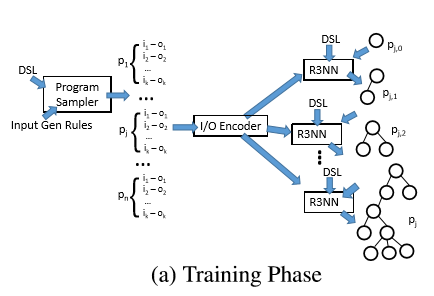 DSL
Program
Sampler
Input Gen Rules
p1
i1 – o1
i2 – o2
...
ik – ok
...
pj
i1 – o1
i2 – o2
...
ik – ok
...
pn
i1 – o1
i2 – o2
...
ik – ok
I/O Encoder
DSL
R3NN
pj,0
pj,1
DSL
R3NN
pj,2
DSL
R3NN
pj
(a) Training Phase